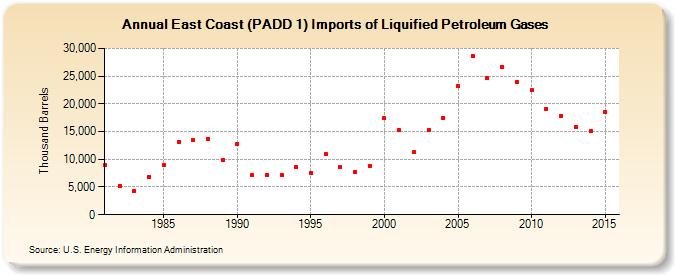 Annual East Coast (PADD 1) Imports of Liquified Petroleum Gases
Thousand Barrels
30,000
25,000
20,000
15,000
10,000
5,000
0
1985 1990 1995 2000 2005 2010 2015
Source: U.S. Energy Information Administration